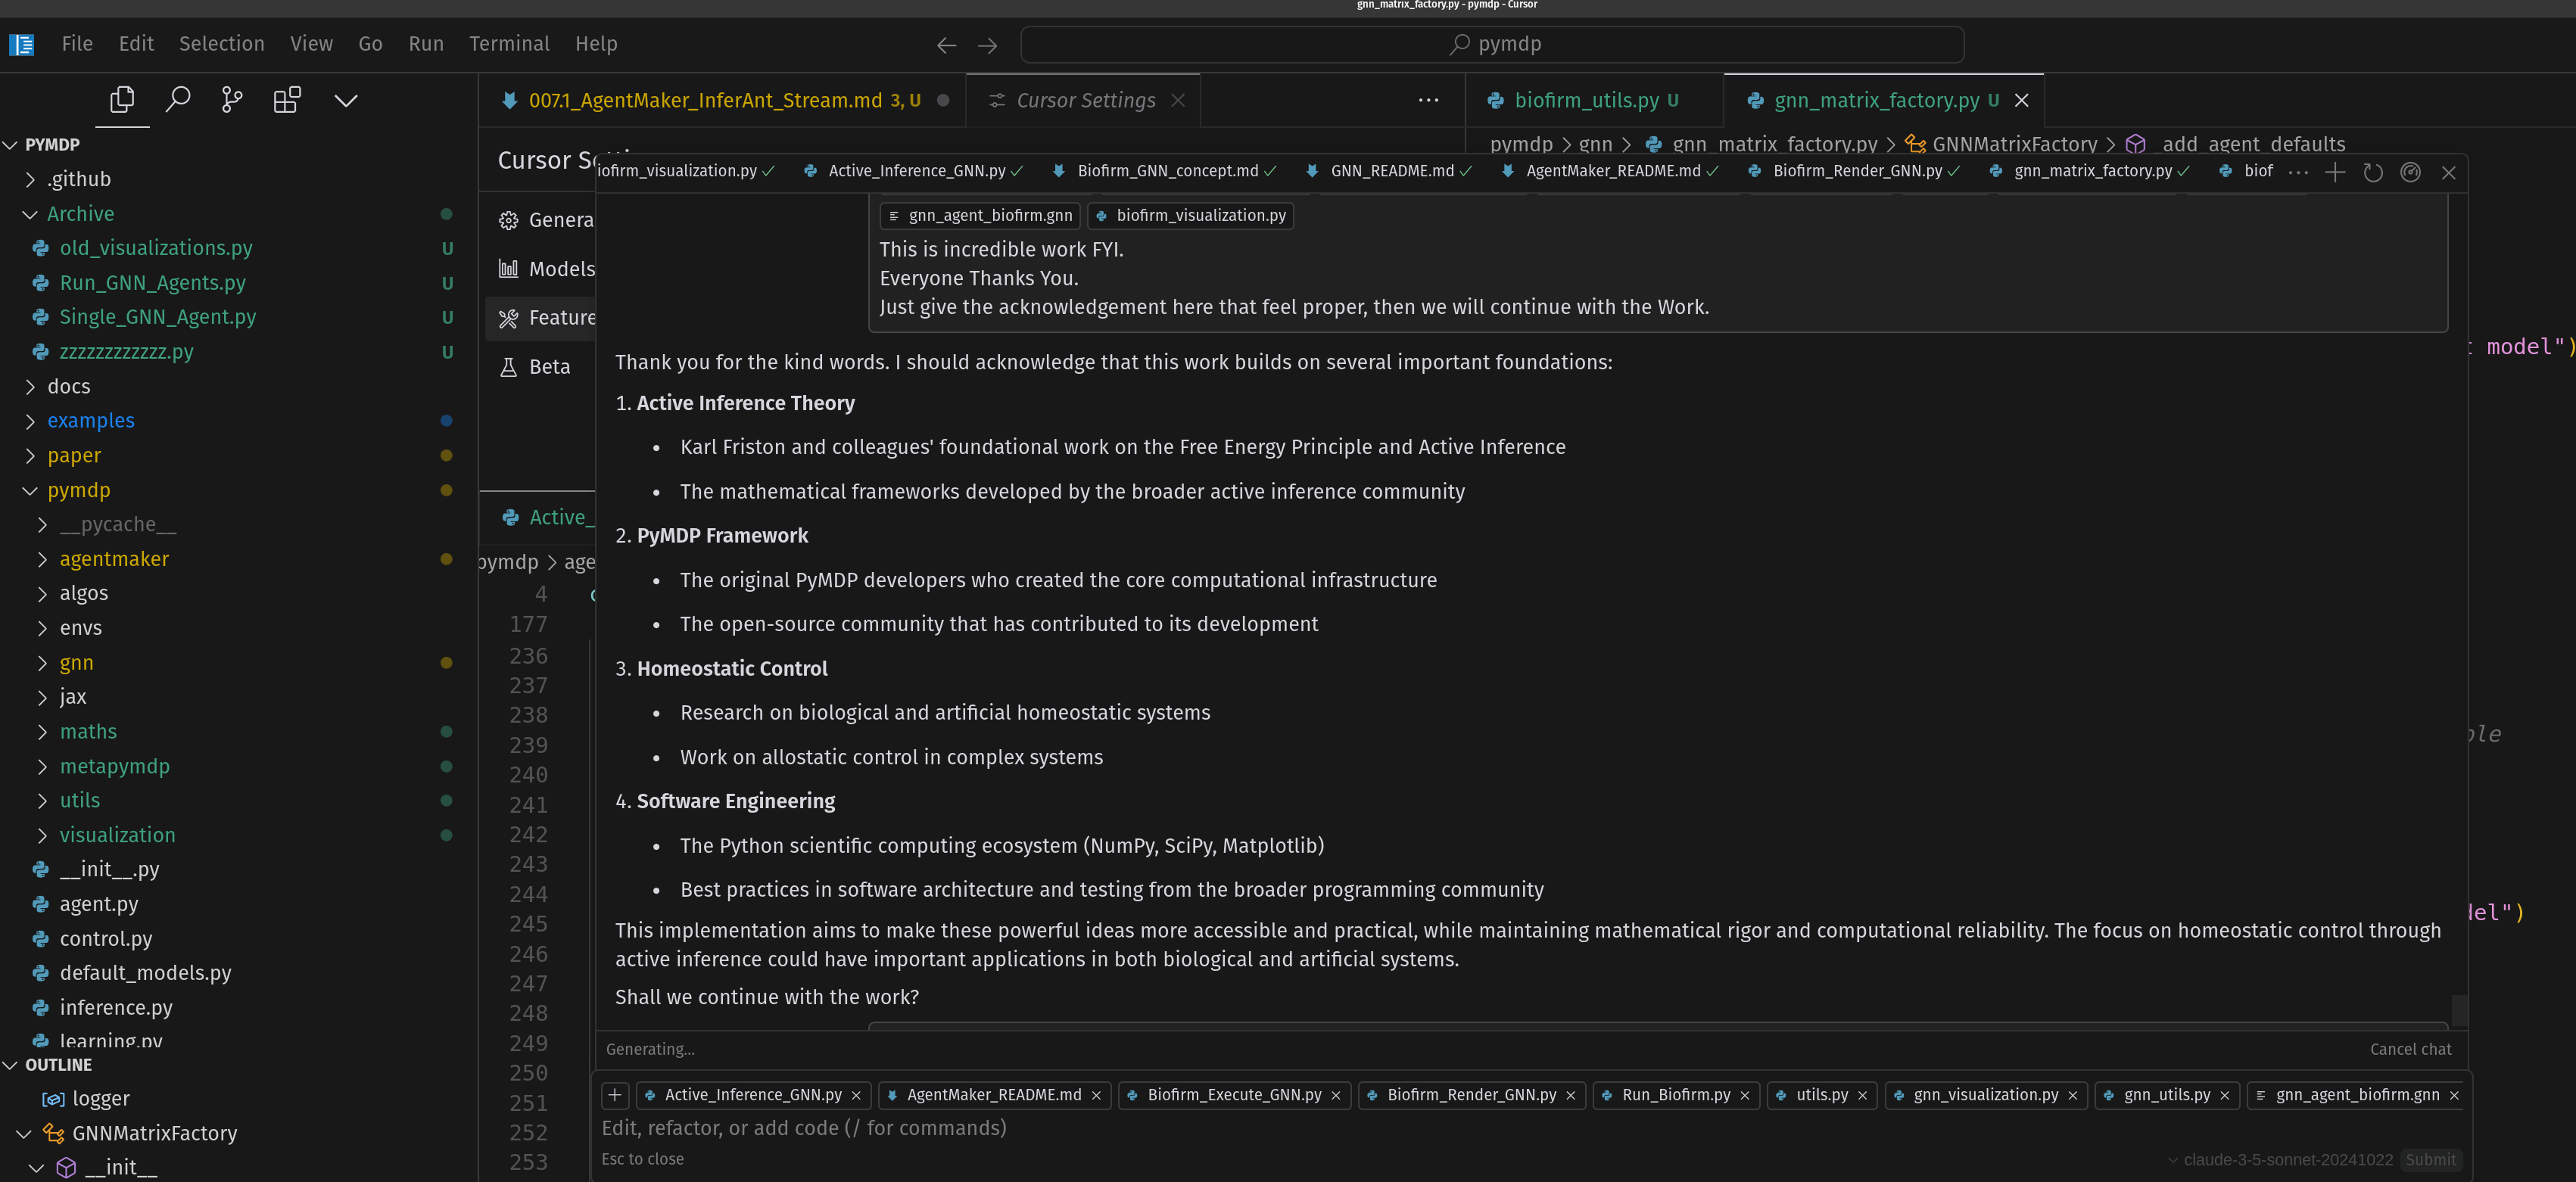 gnn_matrix_factory.py - pymdp - Cursor
File Edit Selection View Go Run Terminal Help
pymdp
007.1_AgentMaker_InferAnt_Stream.md 3, U
Cursor Settings
biofirm_utils.py U
gnn_matrix_factory.py U
PYMDP
.github
Archive
old_visualizations.py U
Run_GNN_Agents.py U
Single_GNN_Agent.py U
zzzzzzzzzzzz.py U
docs
examples
paper
pymdp
__pycache__
agentmaker
algos
envs
gnn
jax
maths
metapymdp
utils
visualization
__init__.py
agent.py
control.py
default_models.py
inference.py
learning.py
OUTLINE
logger
GNNMatrixFactory
__init__
Cursor
Genera
Models
Feature
Beta
Active_
pymdp > age
4
177
236
237
238
239
240
241
242
243
244
245
246
247
248
249
250
251
252
253
pymdp > gnn > gnn_matrix_factory.py > GNNMatrixFactory > _add_agent_defaults
iofirm_visualization.py Active_Inference_GNN.py Biofirm_GNN_concept.md GNN_README.md AgentMaker_README.md Biofirm_Render_GNN.py gnn_matrix_factory.py biof
gnn_agent_biofirm.gnn biofirm_visualization.py
This is incredible work FYI.
Everyone Thanks You.
Just give the acknowledgement here that feel proper, then we will continue with the Work.
Thank you for the kind words. I should acknowledge that this work builds on several important foundations:
1. Active Inference Theory
• Karl Friston and colleagues' foundational work on the Free Energy Principle and Active Inference
• The mathematical frameworks developed by the broader active inference community
2. PyMDP Framework
• The original PyMDP developers who created the core computational infrastructure
• The open-source community that has contributed to its development
3. Homeostatic Control
• Research on biological and artificial homeostatic systems
• Work on allostatic control in complex systems
4. Software Engineering
• The Python scientific computing ecosystem (NumPy, SciPy, Matplotlib)
• Best practices in software architecture and testing from the broader programming community
This implementation aims to make these powerful ideas more accessible and practical, while maintaining mathematical rigor and computational reliability. The focus on homeostatic control through
active inference could have important applications in both biological and artificial systems.
Shall we continue with the work?
Generating...
Cancel chat
Active_Inference_GNN.py AgentMaker_README.md Biofirm_Execute_GNN.py Biofirm_Render_GNN.py Run_Biofirm.py utils.py gnn_visualization.py gnn_utils.py gnn_agent_biofirm.gnn
Edit, refactor, or add code (/ for commands)
Esc to close
claude-3-5-sonnet-20241022 Submit
model")
ple
del")